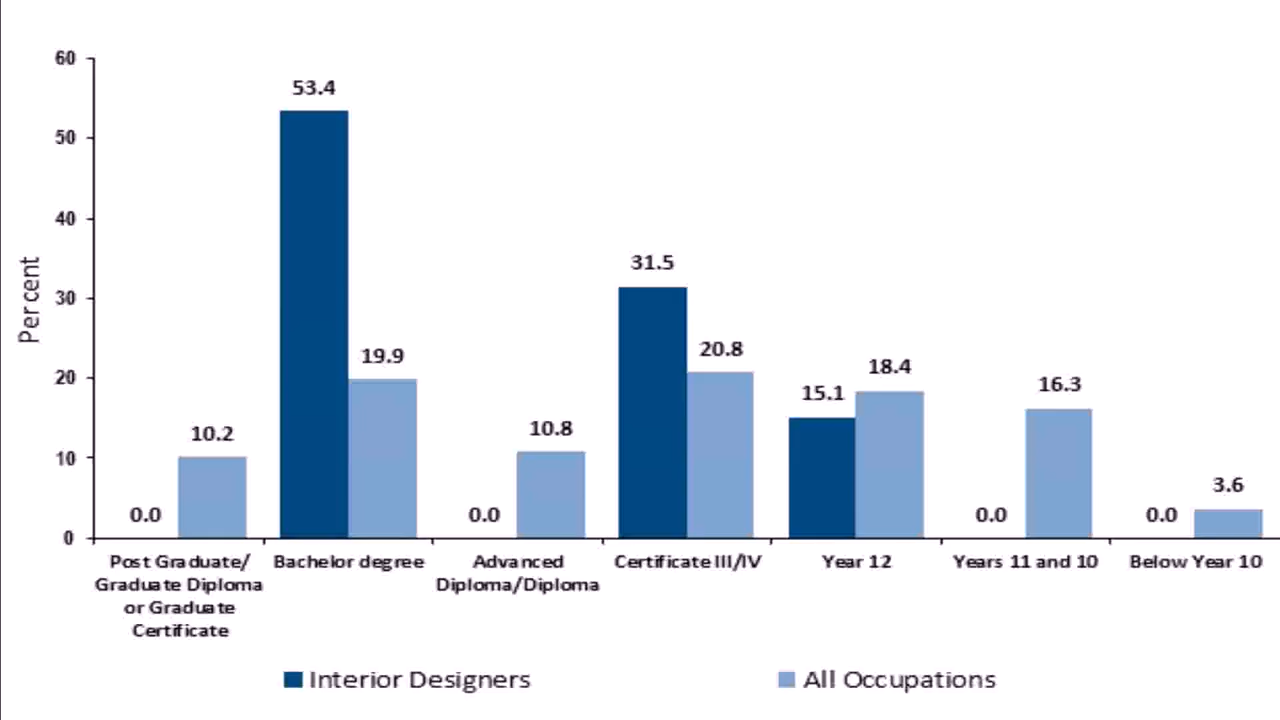 60
53.4
50
40
31.5
30
Per cent
19.9
20.8
18.4
20
15.1
16.3
10.2
10.8
10
3.6
0.0
0.0
0.0
0.0
0
Post Graduate/
Graduate Diploma
or Graduate
Certificate
Bachelor degree
Advanced
Diploma/Diploma
Certificate III/IV
Year 12
Years 11 and 10
Below Year 10
Interior Designers
All Occupations